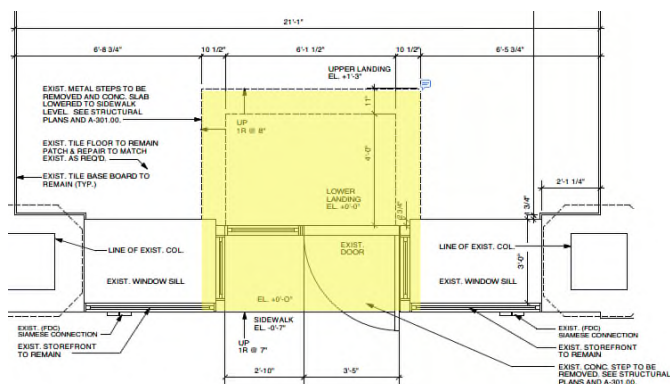 21'-1"
6'-8 3/4"
10 1/2"
6'-1 1/2"
10 1/2"
6'-5 3/4"
UPPER LANDING
EL. +1'-3"
EXIST. METAL STEPS TO BE
REMOVED AND CONC. SLAB
LOWERED TO SIDEWALK
LEVEL. SEE STRUCTURAL
PLANS AND A-301.00.
11"
UP
1R @ 8"
EXIST. TILE FLOOR TO REMAIN
PATCH & REPAIR TO MATCH
EXIST. AS REQ'D.
4'-0"
EXIST. TILE BASE BOARD TO
REMAIN (TYP.)
LOWER
LANDING
EL. +0'-0"
2'-1 1/4"
3/4"
3/4"
LINE OF EXIST. COL.
EXIST.
DOOR
LINE OF EXIST. COL.
EXIST. WINDOW SILL
EXIST. WINDOW SILL
3'-0"
EL. +0'-0"
EXIST. (FDC)
SIAMESE CONNECTION
SIDEWALK
EL. -0'-7"
EXIST. (FDC)
SIAMESE CONNECTION
EXIST. STOREFRONT
TO REMAIN
UP
1R @ 7"
EXIST. STOREFRONT
TO REMAIN
2'-10"
3'-5"
EXIST. CONC. STEP TO BE
REMOVED. SEE STRUCTURAL
PLANS AND A-301.00.